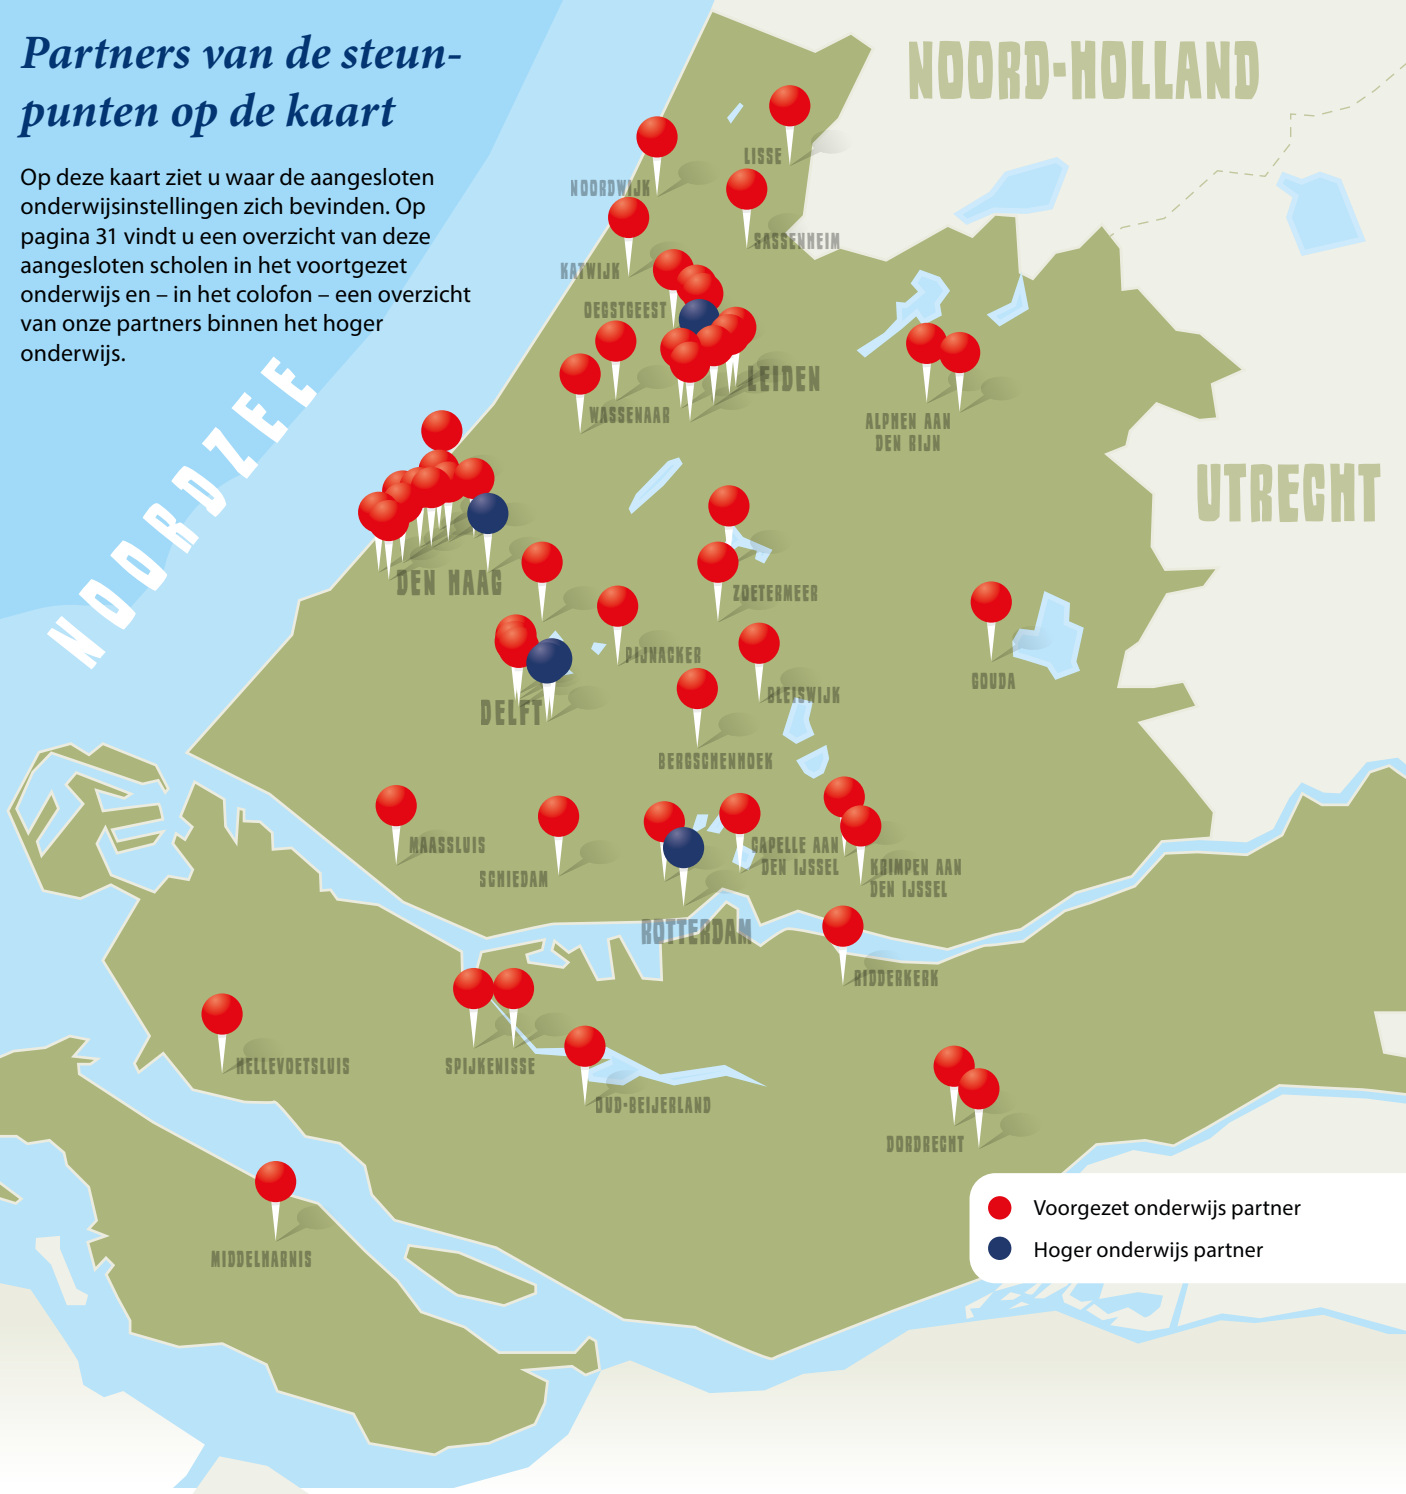 Partners van de steun-
punten op de kaart
Op deze kaart ziet u waar de aangesloten
onderwijsinstellingen zich bevinden. Op
pagina 31 vindt u een overzicht van deze
aangesloten scholen in het voortgezet
onderwijs en – in het colofon – een overzicht
van onze partners binnen het hoger
onderwijs.
NOORD-HOLLAND
UTRECHT
NOORDZEE
LISSE
NOORDWIJK
SASSENHEIM
KATWIJK
OEGSTGEEST
LEIDEN
WASSENAAR
ALPHEN AAN
DEN RIJN
DEN HAAG
ZOETERMEER
PIJNACKER
GOUDA
BLEISWIJK
DELFT
BERGSCHENHOEK
MAASSLUIS
CAPELLE AAN
DEN IJSSEL
KRIMPEN AAN
DEN IJSSEL
SCHIEDAM
ROTTERDAM
RIDDERKERK
HELLEVOETSLUIS
SPIJKENISSE
OUD-BEIJERLAND
DORDRECHT
MIDDELHARNIS
Voorgezet onderwijs partner
Hoger onderwijs partner